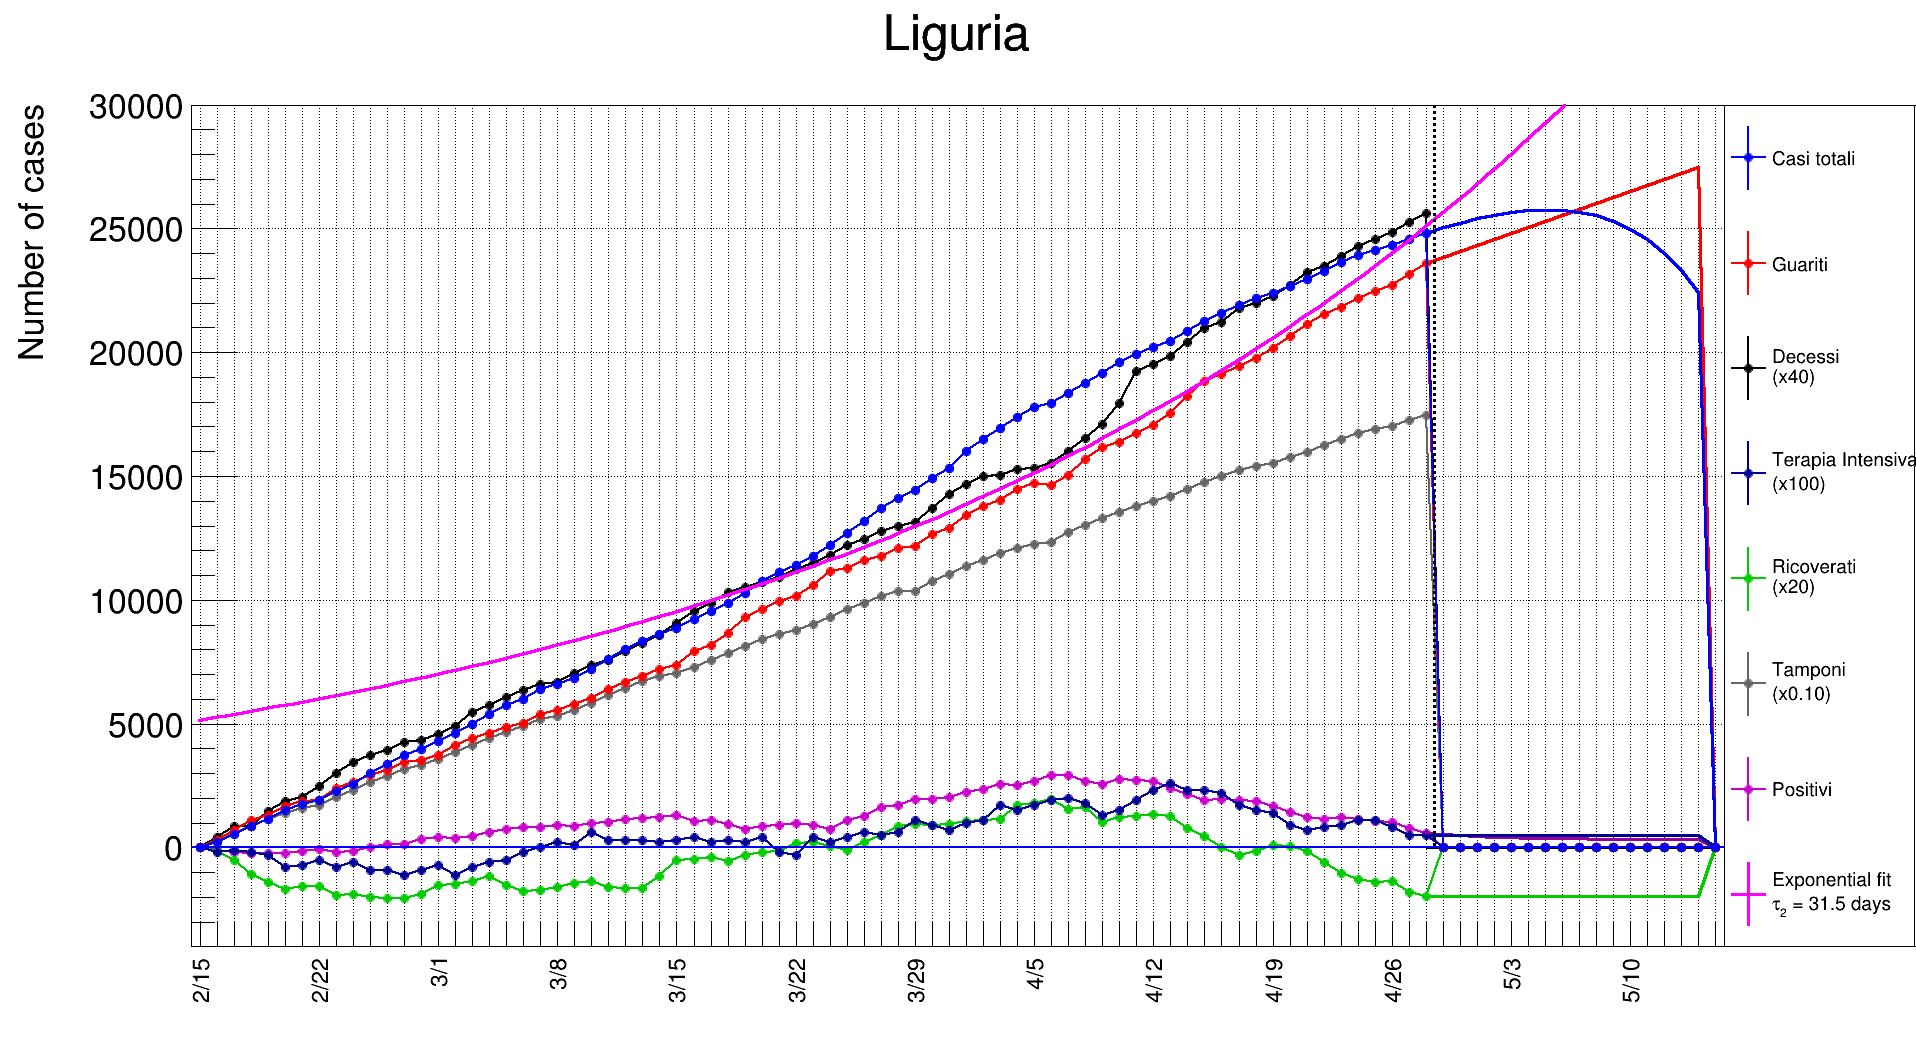 Liguria
Number of cases
30000
25000
20000
15000
10000
5000
0
2/15
2/22
3/1
3/8
3/15
3/22
3/29
4/5
4/12
4/19
4/26
5/3
5/10
Casi totali
Guariti
Decessi
(x40)
Terapia Intensiva
(x100)
Ricoverati
(x20)
Tamponi
(x0.10)
Positivi
Exponential fit
τ2 = 31.5 days